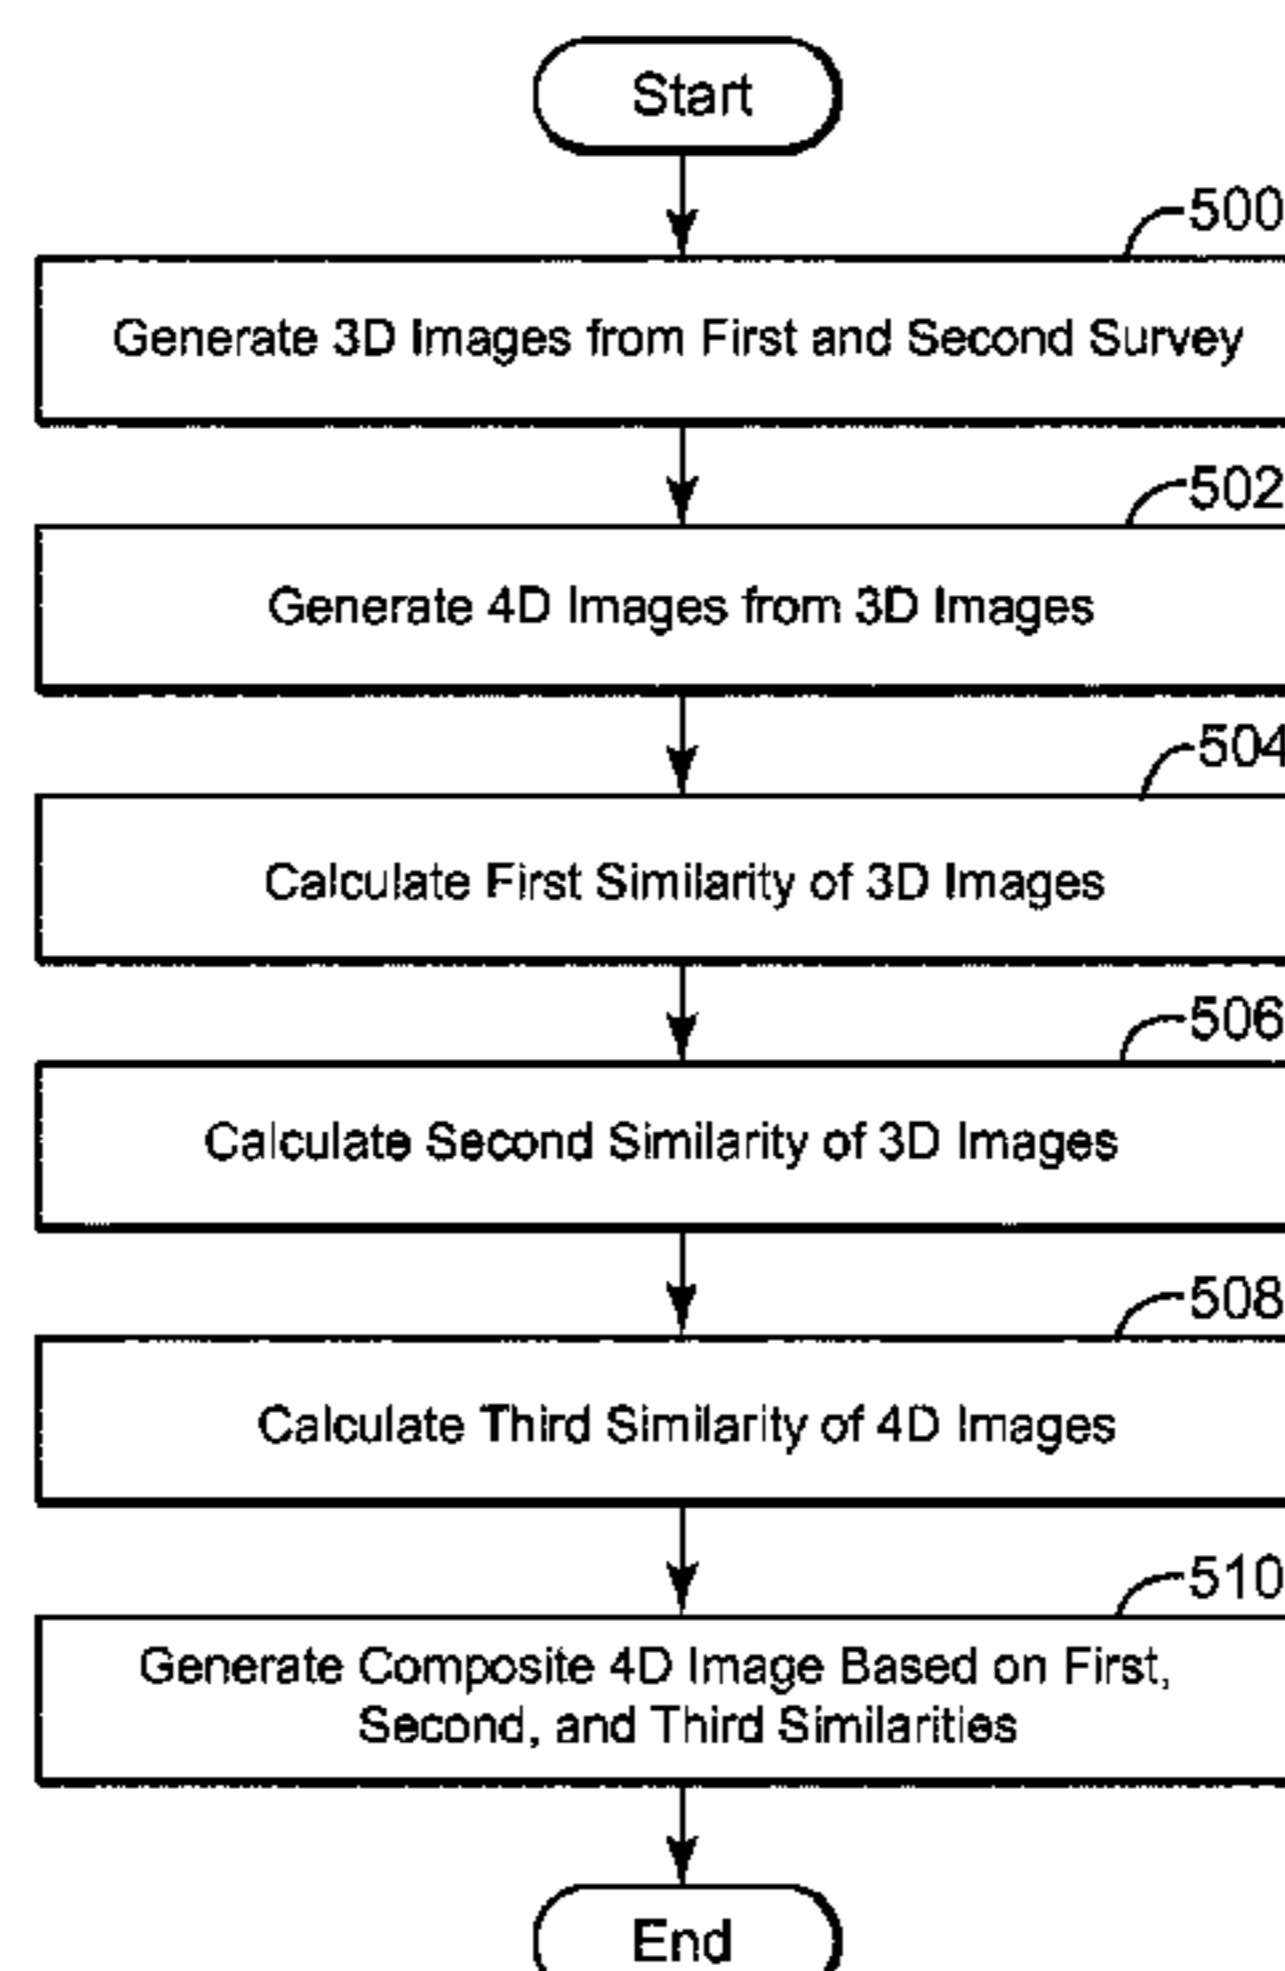 Start
500
Generate 3D Images from First and Second Survey
502
Generate 4D Images from 3D Images
504
Calculate First Similarity of 3D Images
506
Calculate Second Similarity of 3D Images
508
Calculate Third Similarity of 4D Images
510
Generate Composite 4D Image Based on First,
Second, and Third Similarities
End